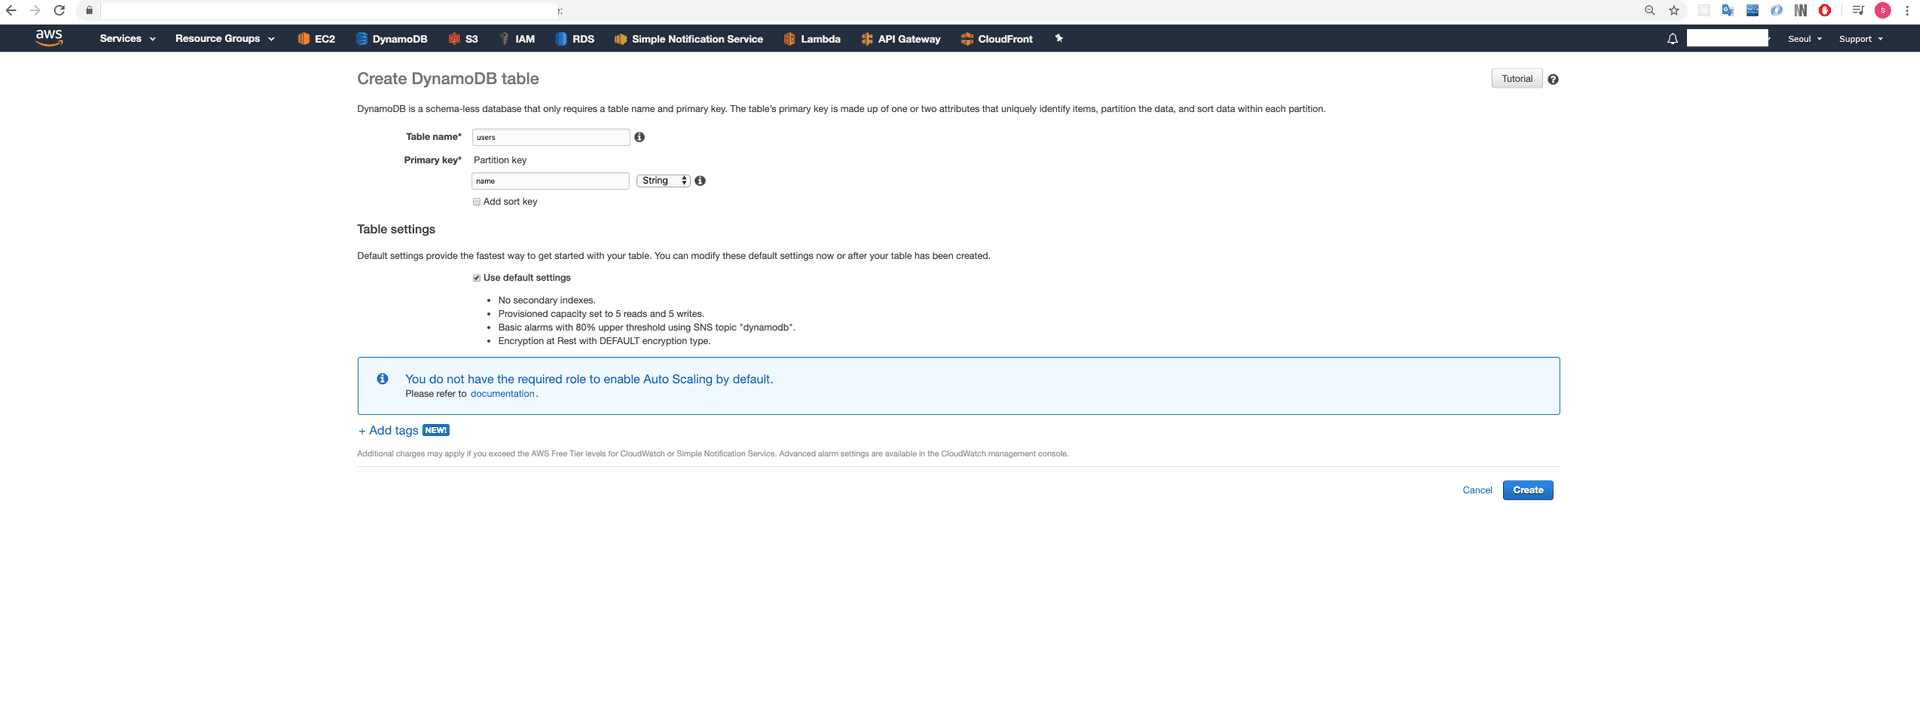 aws Services Resource Groups EC2 DynamoDB S3 IAM RDS Simple Notification Service Lambda API Gateway CloudFront Seoul Support
Create DynamoDB table Tutorial
DynamoDB is a schema-less database that only requires a table name and primary key. The table's primary key is made up of one or two attributes that uniquely identify items, partition the data, and sort data within each partition.
Table name* users
Primary key* Partition key
name String
Add sort key
Table settings
Default settings provide the fastest way to get started with your table. You can modify these default settings now or after your table has been created.
Use default settings
• No secondary indexes.
• Provisioned capacity set to 5 reads and 5 writes.
• Basic alarms with 80% upper threshold using SNS topic "dynamodb".
• Encryption at Rest with DEFAULT encryption type.
You do not have the required role to enable Auto Scaling by default.
Please refer to documentation.
+ Add tags NEW!
Additional charges may apply if you exceed the AWS Free Tier levels for CloudWatch or Simple Notification Service. Advanced alarm settings are available in the CloudWatch management console.
Cancel Create